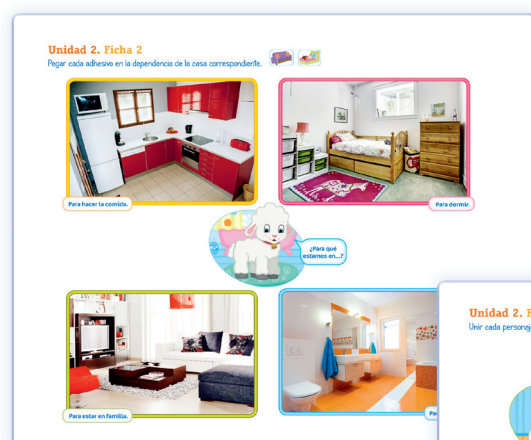 Unidad 2. Ficha 2
Pegar cada adhesivo en la dependencia de la casa correspondiente.
Para hacer la comida.
Para dormir.
¿Para qué
estamos en...?
Para estar en familia.
Unidad 2.
Unir cada